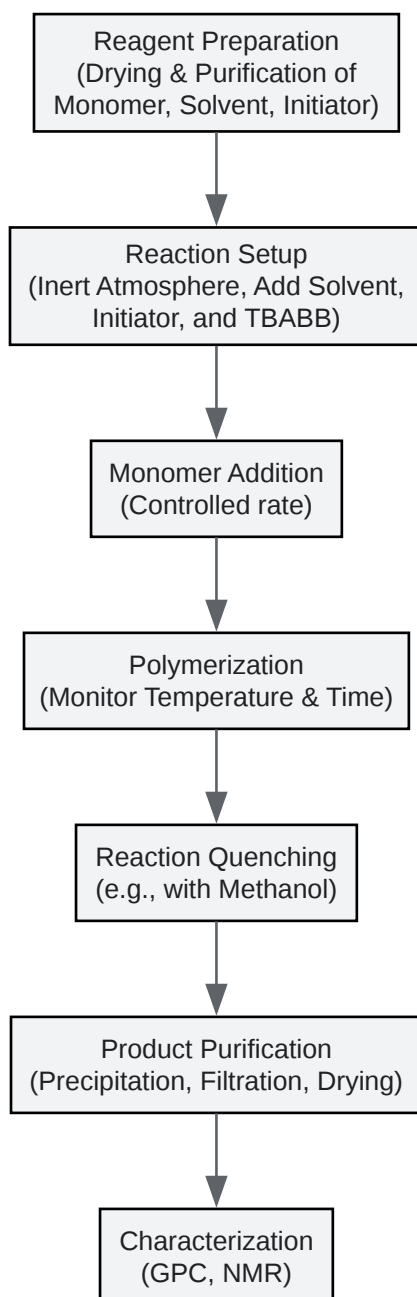 Reagent Preparation
(Drying & Purification of
Monomer, Solvent, Initiator)
Reaction Setup
(Inert Atmosphere, Add Solvent,
Initiator, and TBABB)
Monomer Addition
(Controlled rate)
Polymerization
(Monitor Temperature & Time)
Reaction Quenching
(e.g., with Methanol)
Product Purification
(Precipitation, Filtration, Drying)
Characterization
(GPC, NMR)